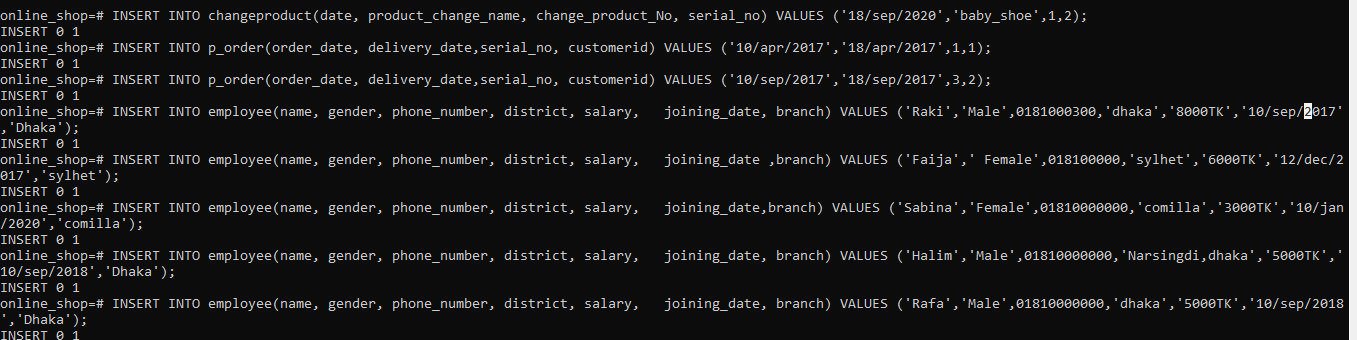 online_shop=# INSERT INTO changeproduct(date, product_change_name, change_product_No, serial_no) VALUES ('18/sep/2020','baby_shoe',1,2);
INSERT 0 1
online_shop=# INSERT INTO p_order(order_date, delivery_date,serial_no, customerid) VALUES ('10/apr/2017','18/apr/2017',1,1);
INSERT 0 1
online_shop=# INSERT INTO p_order(order_date, delivery_date,serial_no, customerid) VALUES ('10/sep/2017','18/sep/2017',3,2);
INSERT 0 1
online_shop=# INSERT INTO employee(name, gender, phone_number, district, salary,   joining_date, branch) VALUES ('Raki','Male',0181000300,'dhaka','8000TK','10/sep/2017'
,'Dhaka');
INSERT 0 1
online_shop=# INSERT INTO employee(name, gender, phone_number, district, salary,   joining_date ,branch) VALUES ('Faija',' Female',018100000,'sylhet','6000TK','12/dec/2
017','sylhet');
INSERT 0 1
online_shop=# INSERT INTO employee(name, gender, phone_number, district, salary,   joining_date,branch) VALUES ('Sabina','Female',01810000000,'comilla','3000TK','10/jan
/2020','comilla');
INSERT 0 1
online_shop=# INSERT INTO employee(name, gender, phone_number, district, salary,   joining_date, branch) VALUES ('Halim','Male',01810000000,'Narsingdi,dhaka','5000TK','
10/sep/2018','Dhaka');
INSERT 0 1
online_shop=# INSERT INTO employee(name, gender, phone_number, district, salary,   joining_date, branch) VALUES ('Rafa','Male',01810000000,'dhaka','5000TK','10/sep/2018
','Dhaka');
INSERT 0 1